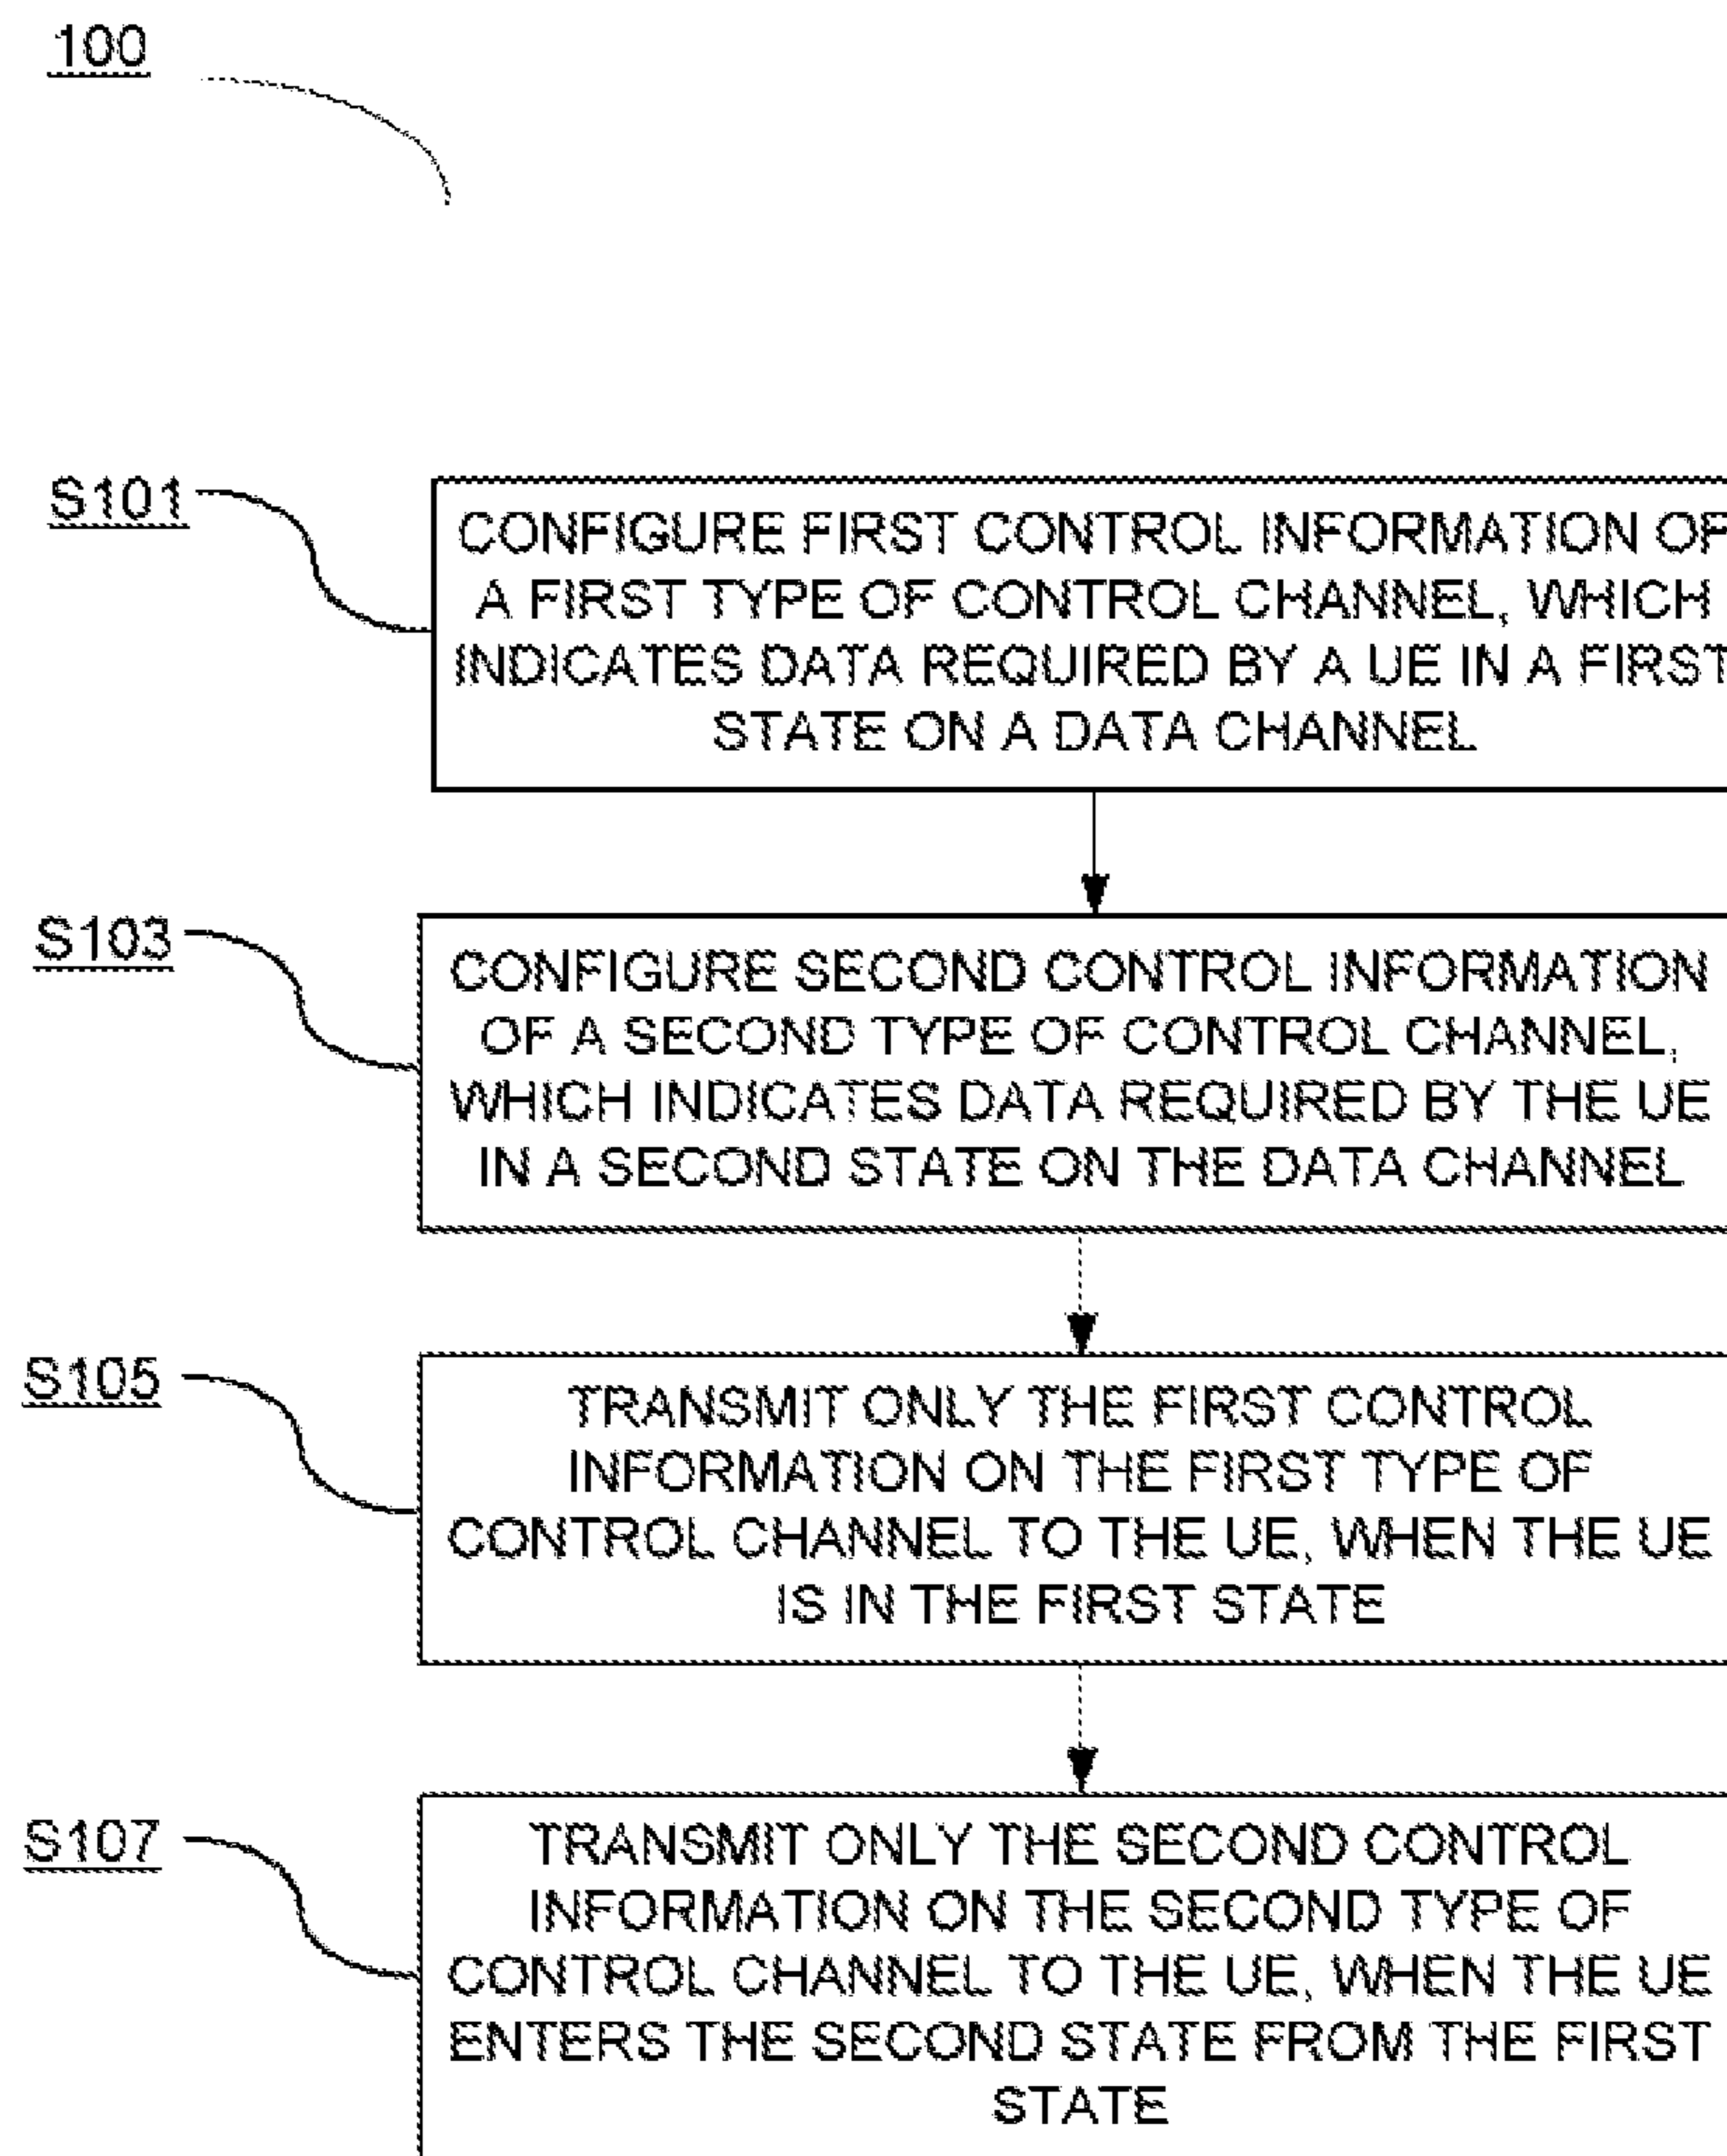 100
S101
CONFIGURE FIRST CONTROL INFORMATION OF
A FIRST TYPE OF CONTROL CHANNEL, WHICH
INDICATES DATA REQUIRED BY A UE IN A FIRST
STATE ON A DATA CHANNEL
S103
CONFIGURE SECOND CONTROL INFORMATION
OF A SECOND TYPE OF CONTROL CHANNEL,
WHICH INDICATES DATA REQUIRED BY THE UE
IN A SECOND STATE ON THE DATA CHANNEL
S105
TRANSMIT ONLY THE FIRST CONTROL
INFORMATION ON THE FIRST TYPE OF
CONTROL CHANNEL TO THE UE, WHEN THE UE
IS IN THE FIRST STATE
S107
TRANSMIT ONLY THE SECOND CONTROL
INFORMATION ON THE SECOND TYPE OF
CONTROL CHANNEL TO THE UE, WHEN THE UE
ENTERS THE SECOND STATE FROM THE FIRST
STATE